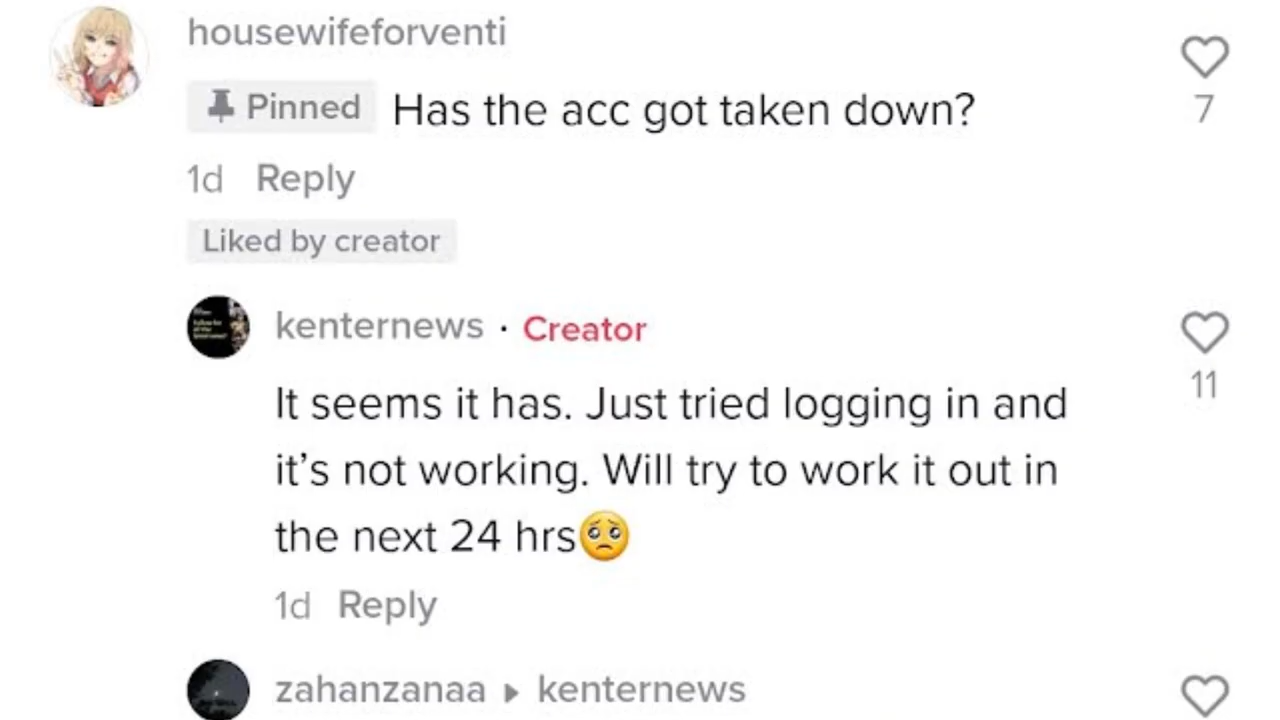 housewifeforventi
Pinned Has the acc got taken down?
7
1d Reply
Liked by creator
kenternews · Creator
It seems it has. Just tried logging in and
11
it's not working. Will try to work it out in
the next 24 hrs🥺
1d Reply
zahanzanaa ▸ kenternews